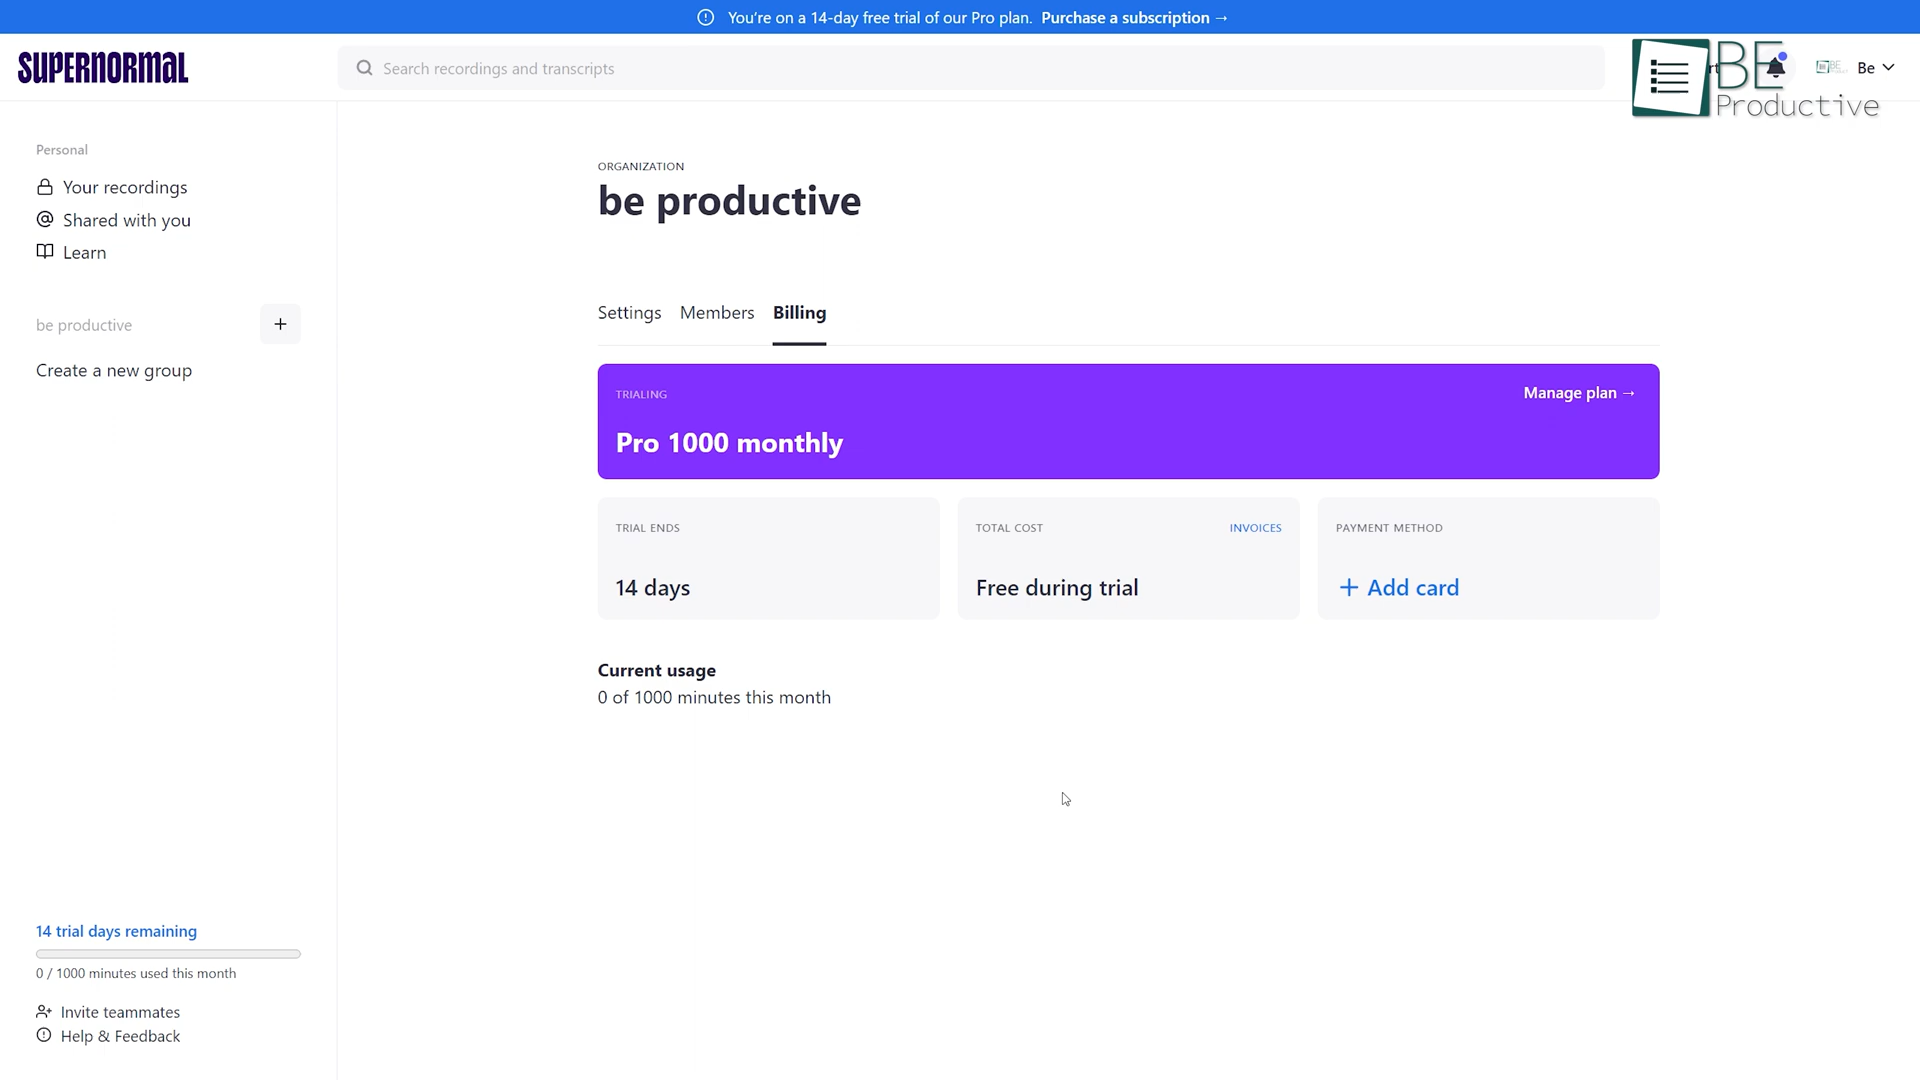 You're on a 14-day free trial of our Pro plan. Purchase a subscription →
SUPERNORMAL
Search recordings and transcripts
BE
Productive
Be
Personal
Your recordings
Shared with you
Learn
be productive
+
Create a new group
ORGANIZATION
be productive
Settings Members Billing
TRIALING
Manage plan →
Pro 1000 monthly
TRIAL ENDS
14 days
TOTAL COST
INVOICES
Free during trial
PAYMENT METHOD
+ Add card
Current usage
0 of 1000 minutes this month
14 trial days remaining
0 / 1000 minutes used this month
Invite teammates
Help & Feedback